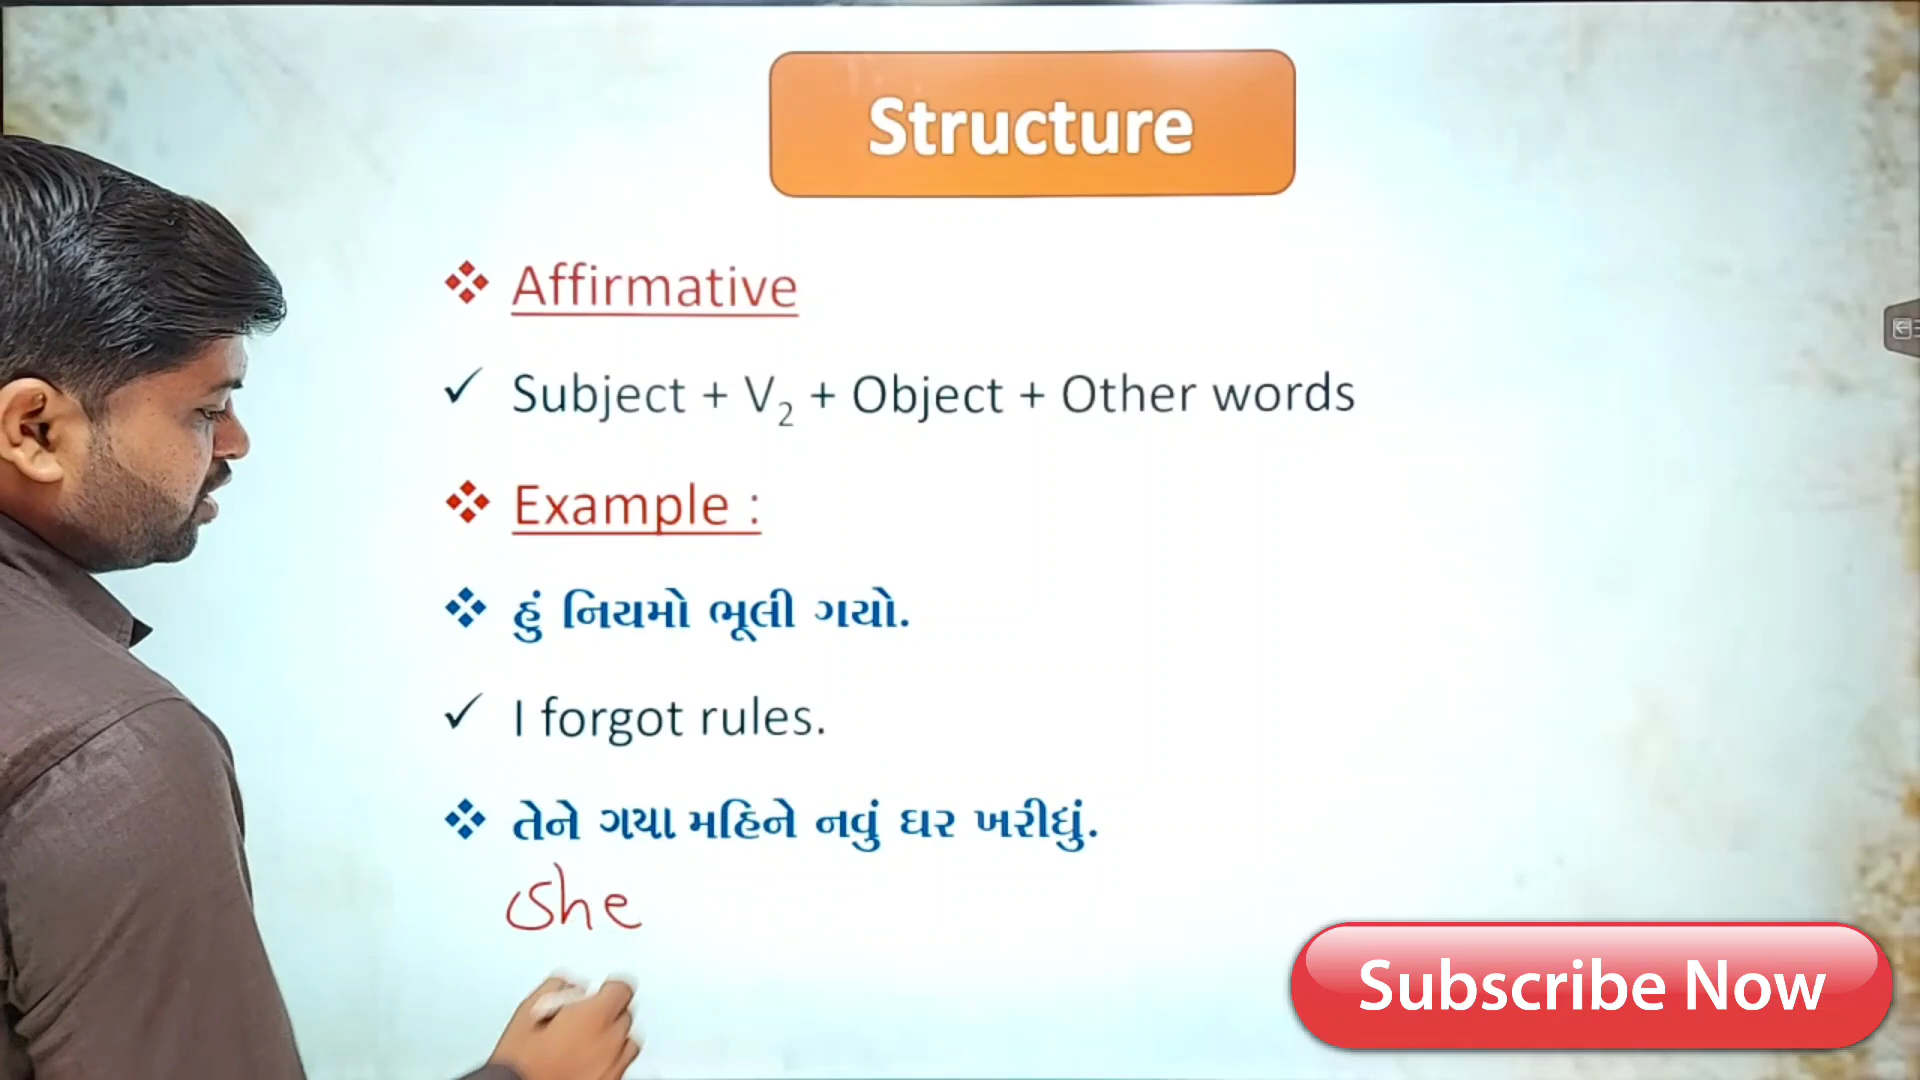 Structure
❖ Affirmative
✓ Subject + V₂ + Object + Other words
❖ Example :
❖ હું નિયમો ભૂલી ગયો.
✓ I forgot rules.
❖ તેને ગયા મહિને નવું ઘર ખરીધું.
She
Subscribe Now